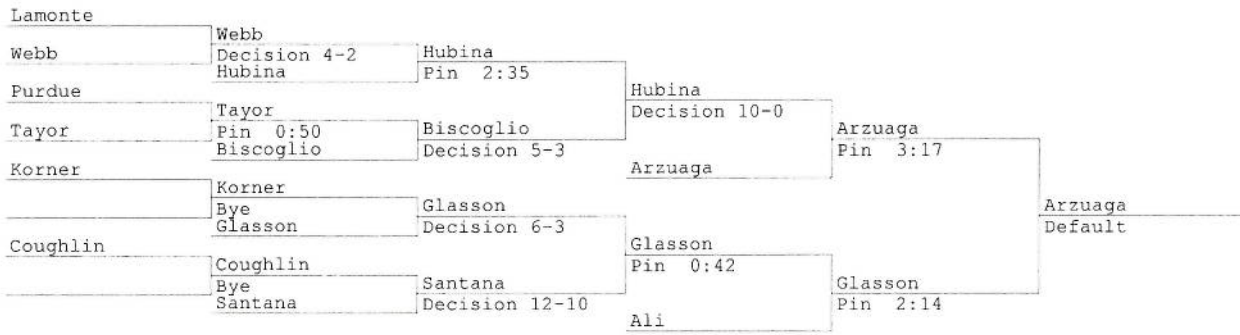 Lamonte
Webb
Webb
Decision 4-2
Hubina
Hubina
Pin 2:35
Purdue
Tayor
Tayor
Pin 0:50
Biscoglio
Biscoglio
Decision 5-3
Hubina
Decision 10-0
Arzuaga
Arzuaga
Pin 3:17
Korner
Korner
Bye
Glasson
Glasson
Decision 6-3
Coughlin
Coughlin
Bye
Santana
Santana
Decision 12-10
Glasson
Pin 0:42
Ali
Glasson
Pin 2:14
Arzuaga
Default